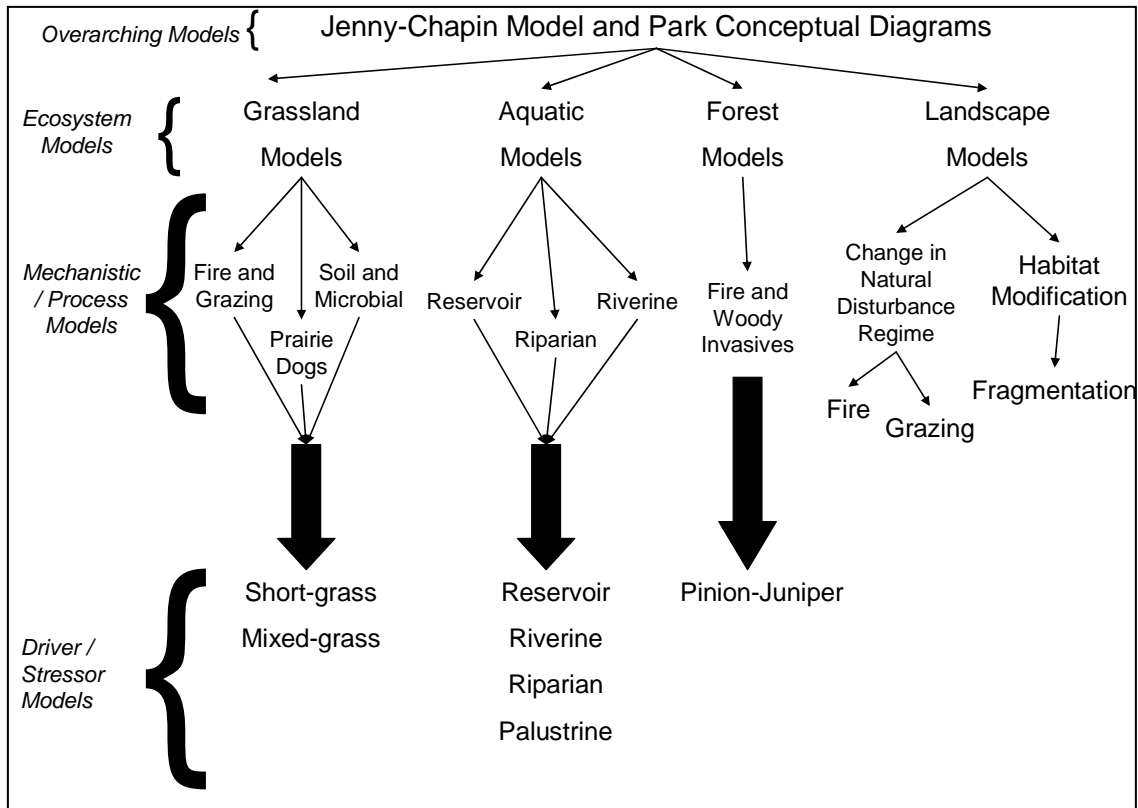 Overarching Models
Jenny-Chapin Model and Park Conceptual Diagrams
Ecosystem
Models
Grassland
Models
Aquatic
Models
Forest
Models
Landscape
Models
Mechanistic
/ Process
Models
Fire and
Grazing
Prairie
Dogs
Soil and
Microbial
Reservoir
Riparian
Riverine
Fire and
Woody
Invasives
Change in
Natural
Disturbance
Regime
Fire
Grazing
Habitat
Modification
Fragmentation
Driver /
Stressor
Models
Short-grass
Mixed-grass
Reservoir
Riverine
Riparian
Palustrine
Pinion-Juniper